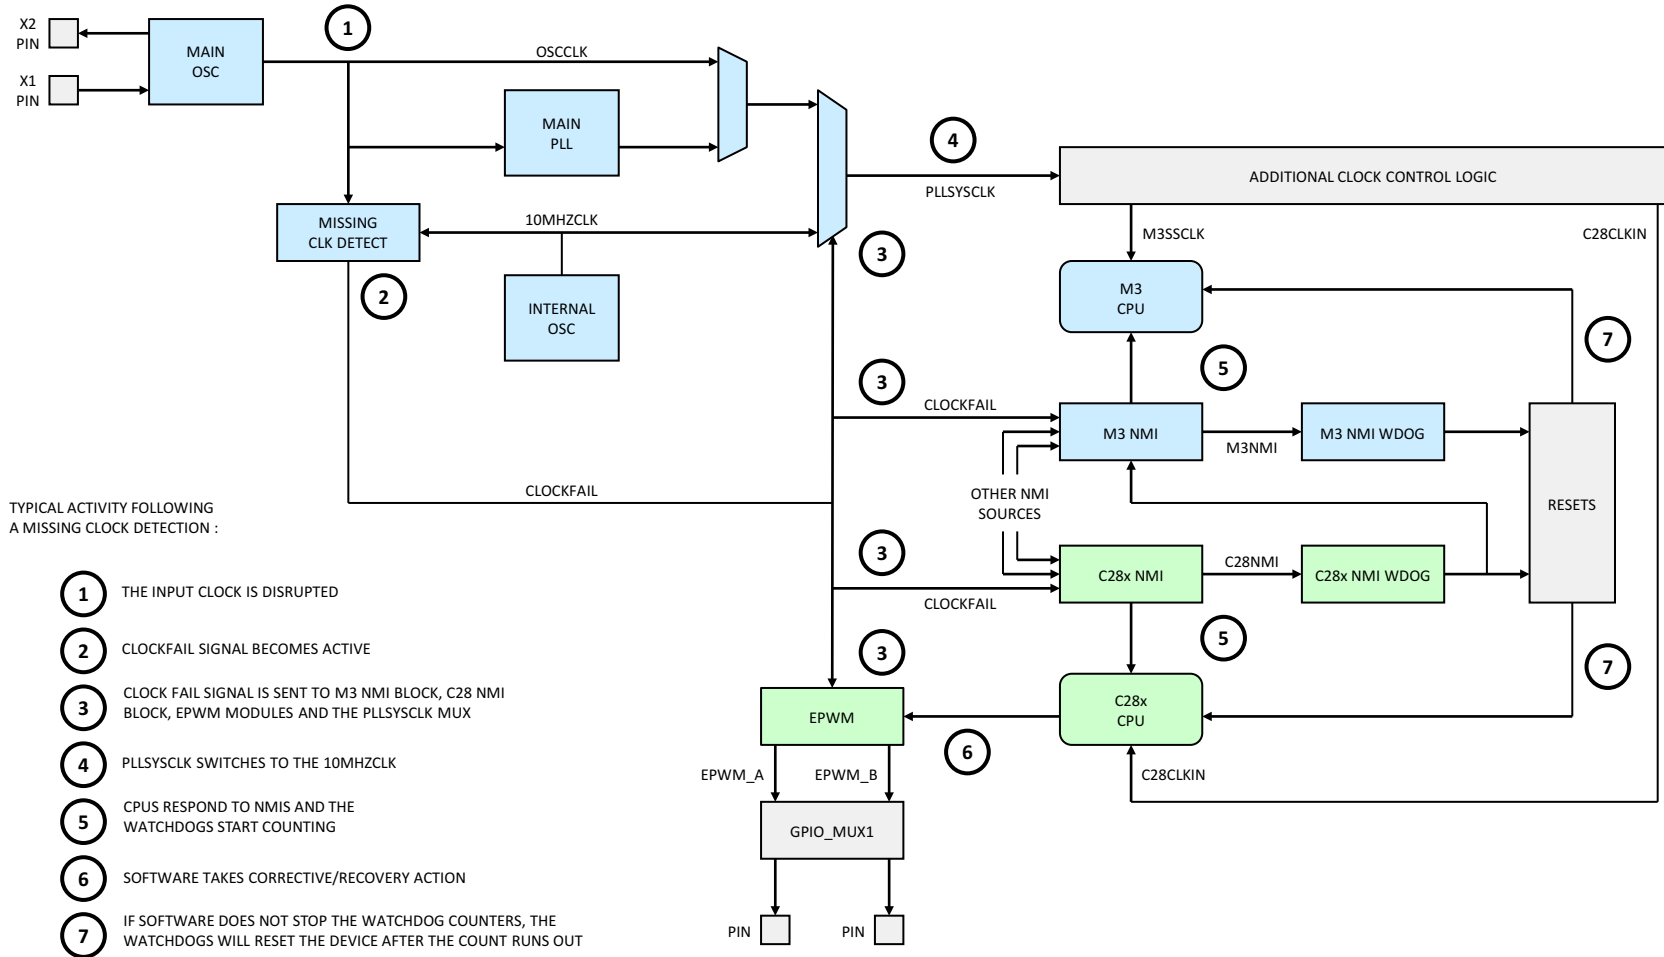 X2
PIN
X1
PIN
MAIN
OSC
1
OSCCLK
MAIN
PLL
4
PLLSYSCLK
ADDITIONAL CLOCK CONTROL LOGIC
MISSING
CLK DETECT
10MHZCLK
M3SSCLK
C28CLKIN
2
3
INTERNAL
OSC
M3
CPU
7
3
5
CLOCKFAIL
M3 NMI
M3NMI
M3 NMI WDOG
CLOCKFAIL
OTHER NMI
SOURCES
RESETS
3
C28x NMI
C28NMI
C28x NMI WDOG
CLOCKFAIL
5
3
7
EPWM
C28x
CPU
6
EPWM_A
EPWM_B
C28CLKIN
GPIO_MUX1
PIN
PIN
TYPICAL ACTIVITY FOLLOWING
A MISSING CLOCK DETECTION :
1 THE INPUT CLOCK IS DISRUPTED
2 CLOCKFAIL SIGNAL BECOMES ACTIVE
3 CLOCK FAIL SIGNAL IS SENT TO M3 NMI BLOCK, C28 NMI
BLOCK, EPWM MODULES AND THE PLLSYSCLK MUX
4 PLLSYSCLK SWITCHES TO THE 10MHZCLK
5 CPUS RESPOND TO NMIS AND THE
WATCHDOGS START COUNTING
6 SOFTWARE TAKES CORRECTIVE/RECOVERY ACTION
7 IF SOFTWARE DOES NOT STOP THE WATCHDOG COUNTERS, THE
WATCHDOGS WILL RESET THE DEVICE AFTER THE COUNT RUNS OUT